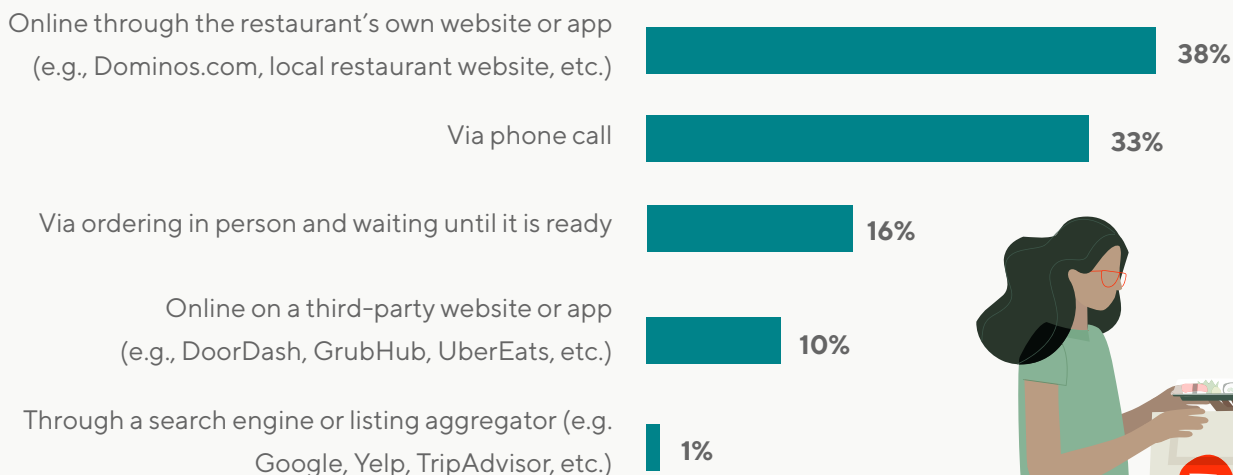 Online through the restaurant's own website or app
(e.g., Dominos.com, local restaurant website, etc.)
38%
Via phone call
33%
Via ordering in person and waiting until it is ready
16%
Online on a third-party website or app
(e.g., DoorDash, GrubHub, UberEats, etc.)
10%
Through a search engine or listing aggregator (e.g.
Google, Yelp, TripAdvisor, etc.)
1%